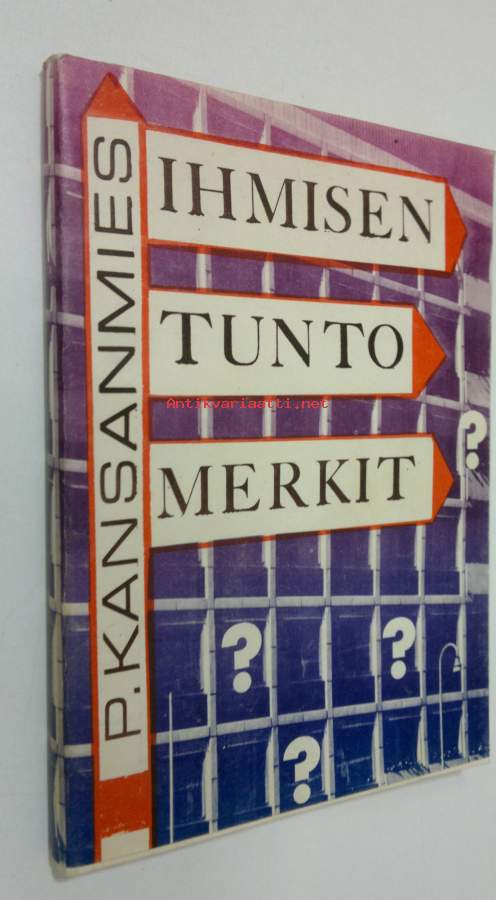 P. KANSANMIES
IHMISEN
TUNTO
Antikvariaatti.net
MERKIT
?
?
?
?